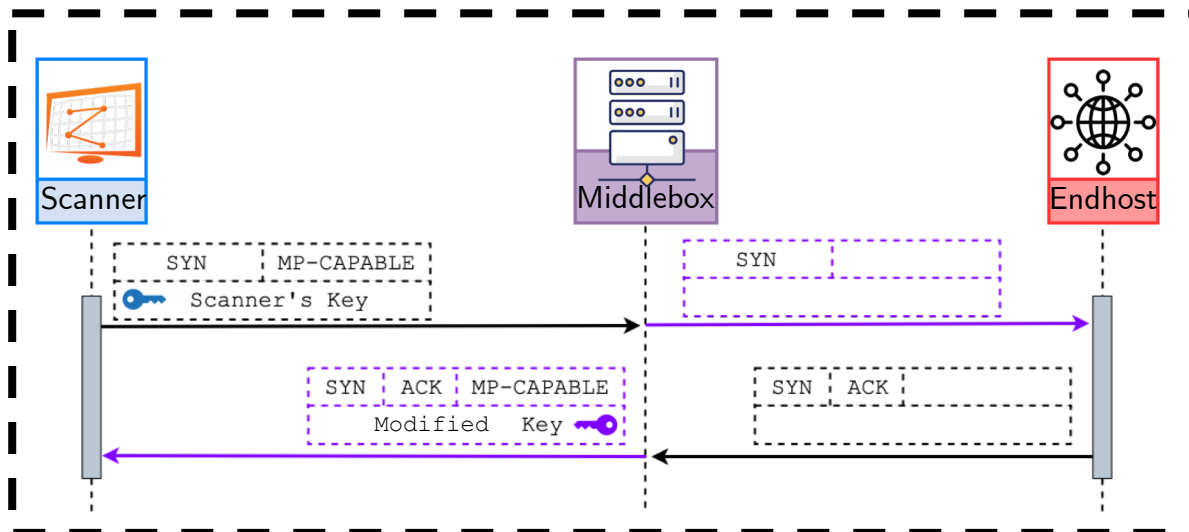 Scanner
Middlebox
Endhost
SYN MP-CAPABLE
Scanner's Key
SYN
SYN ACK MP-CAPABLE
Modified Key
SYN ACK